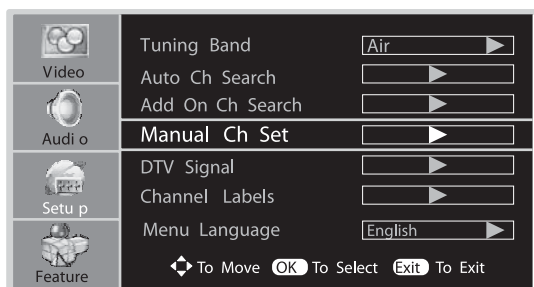 Video
Audi o
Setu p
Feature
Tuning Band Air
Auto Ch Search
Add On Ch Search
Manual Ch Set
DTV Signal
Channel Labels
Menu Language English
To Move OK To Select Exit To Exit